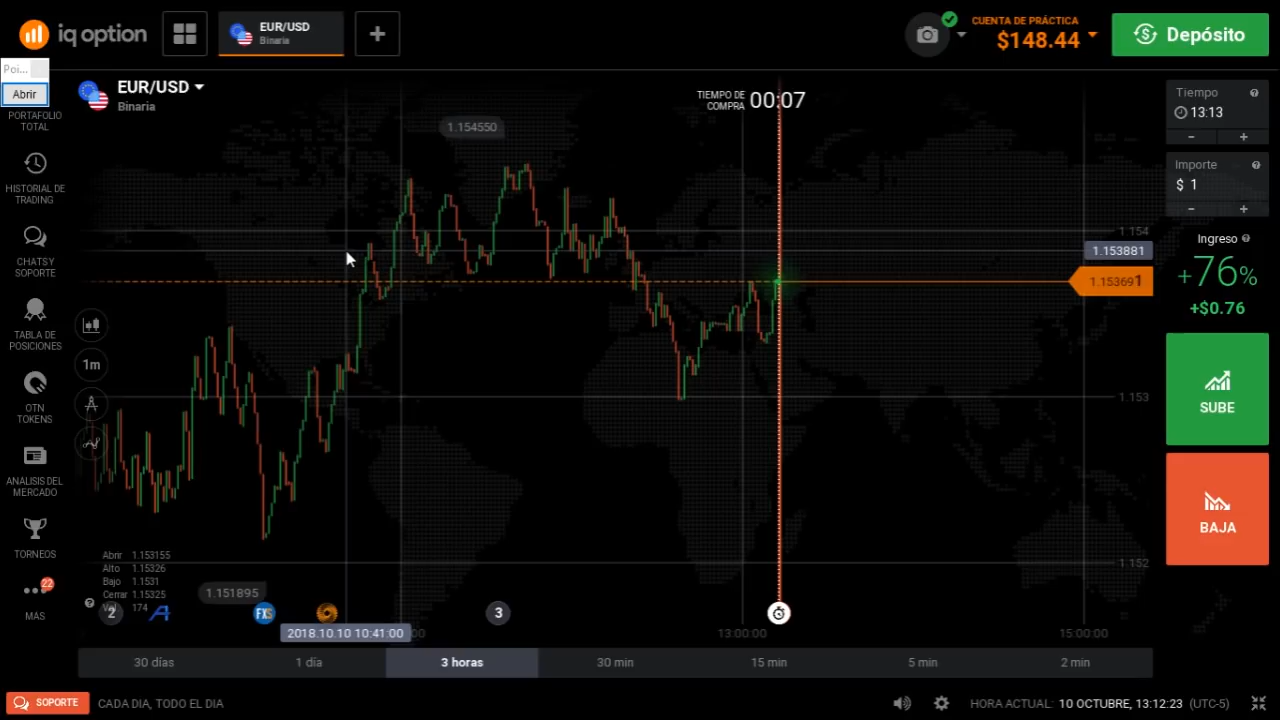 iq option
EUR/USD
Binaria
CUENTA DE PRÁCTICA
$148.44
Depósito
Poi...
Abrir
PORTAFOLIO
TOTAL
HISTORIAL DE
TRADING
CHATS Y
SOPORTE
TABLA DE
POSICIONES
OTN
TOKENS
ANÁLISIS DEL
MERCADO
TORNEOS
22
MÁS
EUR/USD
Binaria
TIEMPO DE
COMPRA
00:07
1.154550
1.154
1.153881
1.153691
1.153
1.152
1m
Abrir 1.153155
Alto 1.15326
Bajo 1.1531
Cerrar 1.15325
174
1.151895
2
FXS
3
2018.10.10 10:41:00
13:00:00
15:00:00
30 días
1 día
3 horas
30 min
15 min
5 min
2 min
Tiempo
13:13
-
+
Importe
$ 1
-
+
Ingreso
+76%
+$0.76
SUBE
BAJA
SOPORTE
CADA DIA, TODO EL DIA
HORA ACTUAL: 10 OCTUBRE, 13:12:23 (UTC-5)